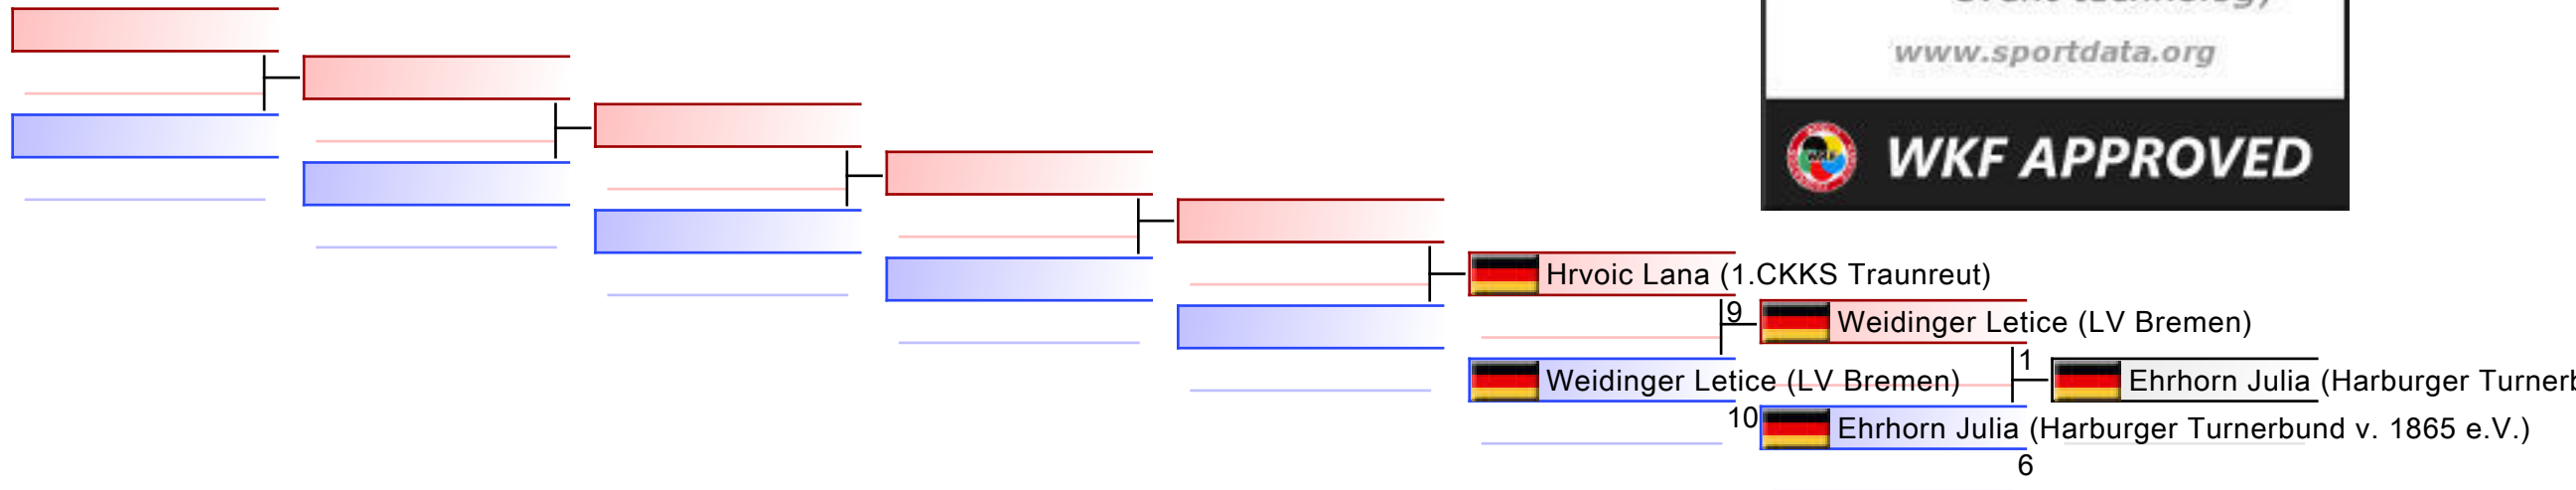 www.sportdata.org
WKF APPROVED
Hrvoic Lana (1.CKKS Traunreut)
9
Weidinger Letice (LV Bremen)
1
Weidinger Letice (LV Bremen)
Ehrhorn Julia (Harburger Turnerb
10
Ehrhorn Julia (Harburger Turnerbund v. 1865 e.V.)
6